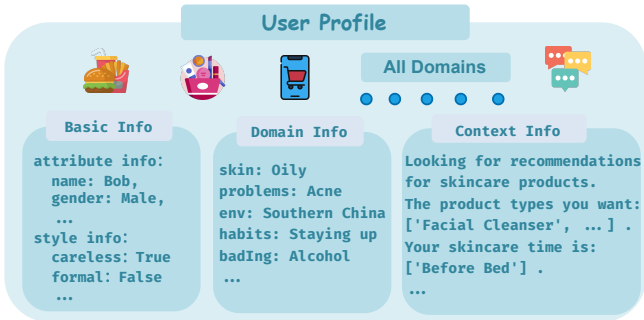 User Profile
All Domains
Basic Info
attribute info:
name: Bob,
gender: Male,
...
style info:
careless: True
formal: False
...
Domain Info
skin: Oily
problems: Acne
env: Southern China
habits: Staying up
badIng: Alcohol
...
Context Info
Looking for recommendations
for skincare products.
The product types you want:
['Facial Cleanser', ...] .
Your skincare time is:
['Before Bed'] .
...